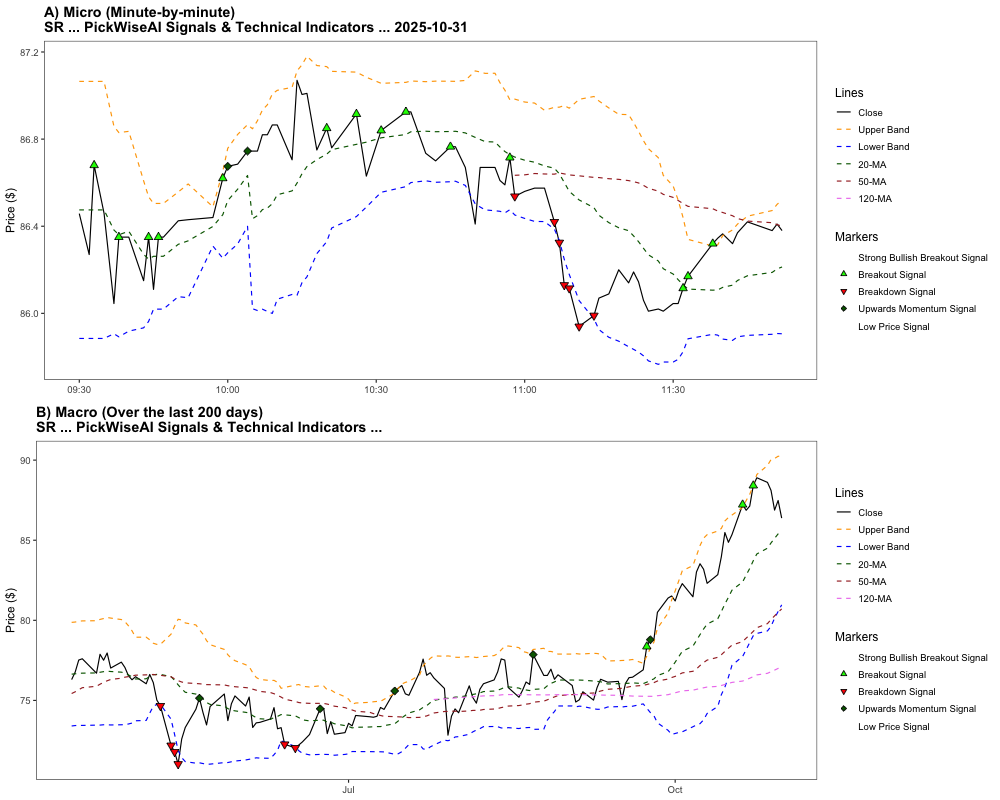 A) Micro (Minute-by-minute)
SR ... PickWiseAI Signals & Technical Indicators ... 2025-10-31
Price ($)
87.2
86.8
86.4
86.0
09:30
10:00
10:30
11:00
11:30
Lines
Close
Upper Band
Lower Band
20-MA
50-MA
120-MA
Markers
Strong Bullish Breakout Signal
Breakout Signal
Breakdown Signal
Upwards Momentum Signal
Low Price Signal
B) Macro (Over the last 200 days)
SR ... PickWiseAI Signals & Technical Indicators ...
Price ($)
90
85
80
75
Jul
Oct
Lines
Close
Upper Band
Lower Band
20-MA
50-MA
120-MA
Markers
Strong Bullish Breakout Signal
Breakout Signal
Breakdown Signal
Upwards Momentum Signal
Low Price Signal